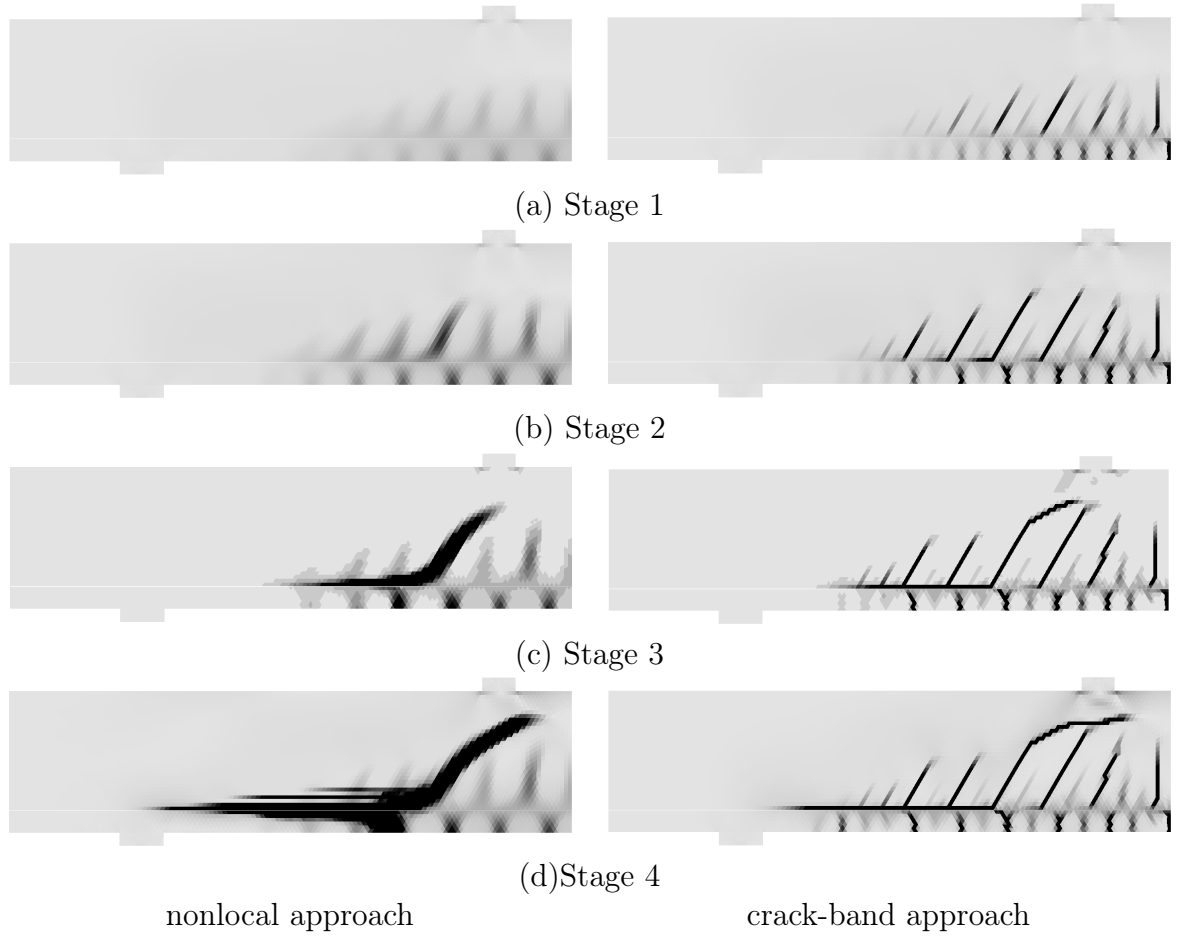 (a) Stage 1
(b) Stage 2
(c) Stage 3
(d)Stage 4
nonlocal approach
crack-band approach